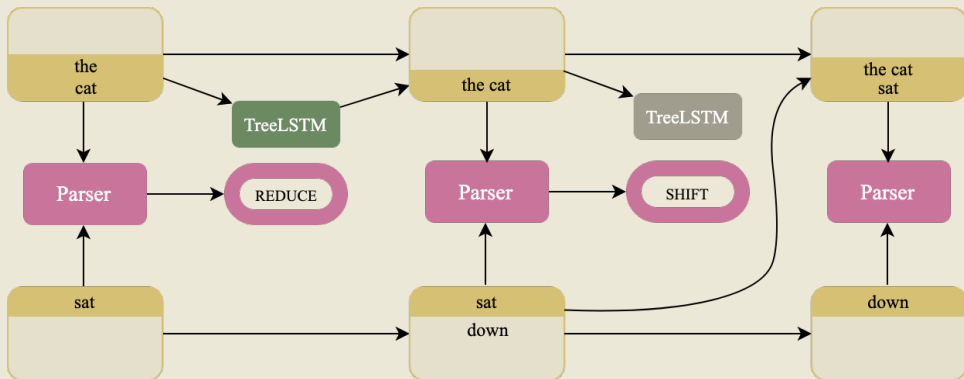 the
cat
the cat
the cat
sat
TreeLSTM
TreeLSTM
Parser
REDUCE
Parser
SHIFT
Parser
sat
sat
down
down